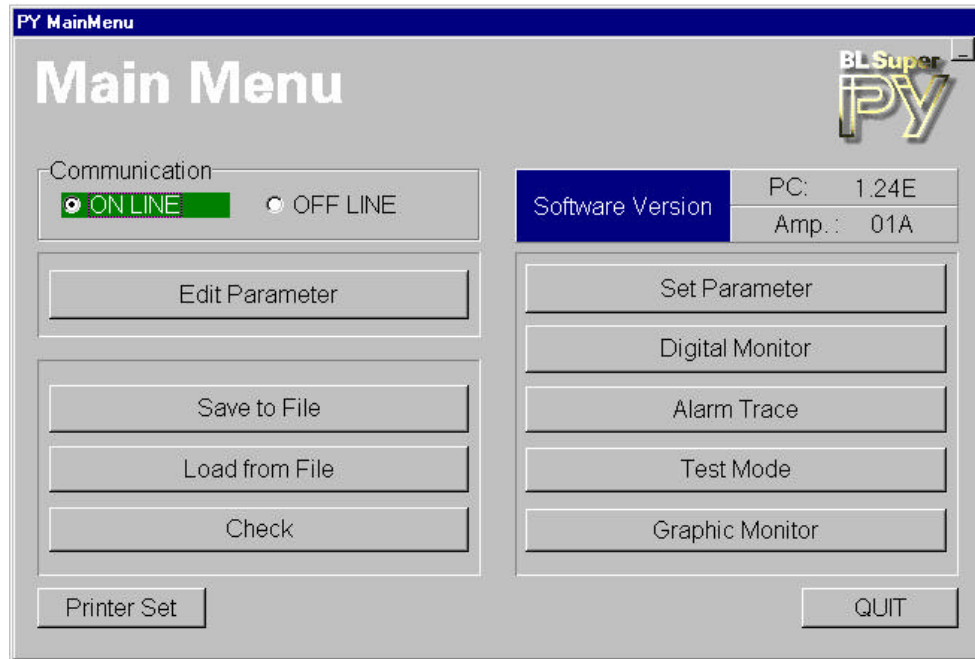 PY MainMenu
Main Menu
BL Super
PY
Communication
ON LINE OFF LINE
Software Version
PC: 1.24E
Amp. : 01A
Edit Parameter
Save to File
Load from File
Check
Set Parameter
Digital Monitor
Alarm Trace
Test Mode
Graphic Monitor
Printer Set
QUIT